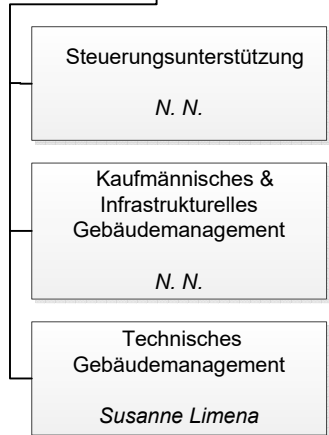 Steuerungsunterstützung
N. N.
Kaufmännisches &
Infrastrukturelles
Gebäudemanagement
N. N.
Technisches
Gebäudemanagement
Susanne Limena